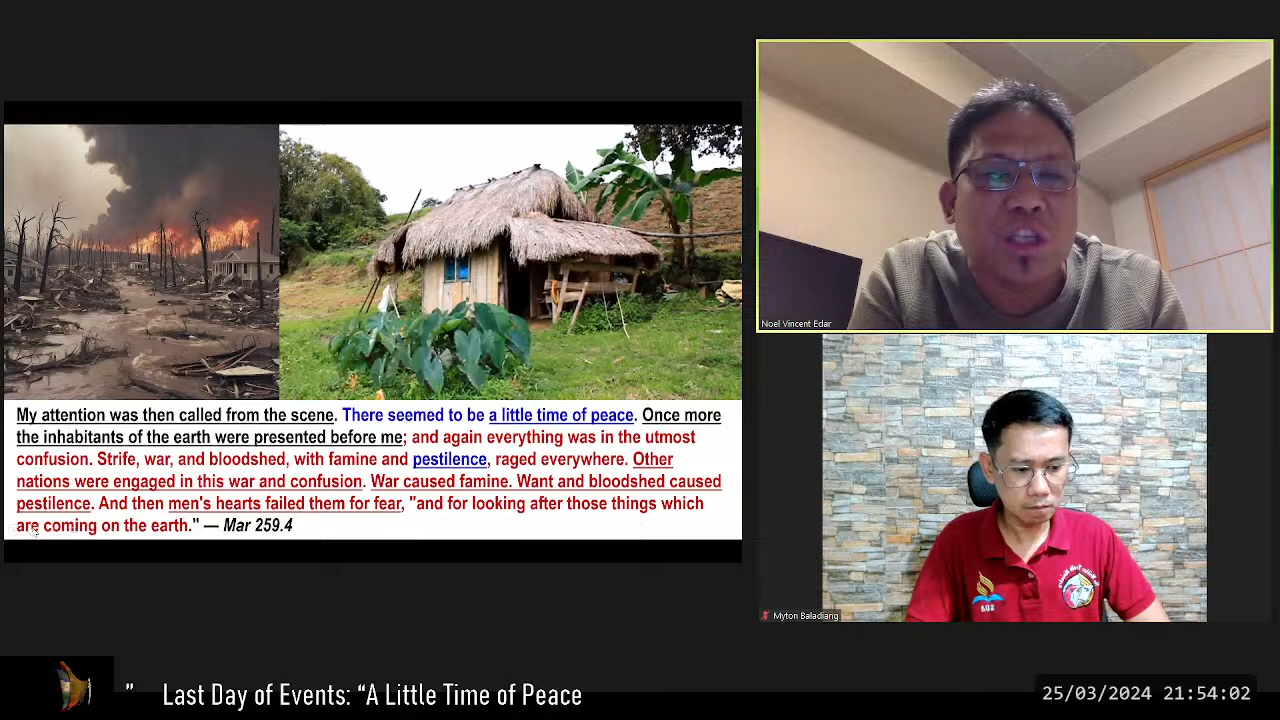 My attention was then called from the scene. There seemed to be a little time of peace. Once more
the inhabitants of the earth were presented before me; and again everything was in the utmost
confusion. Strife, war, and bloodshed, with famine and pestilence, raged everywhere. Other
nations were engaged in this war and confusion. War caused famine. Want and bloodshed caused
pestilence. And then men's hearts failed them for fear, "and for looking after those things which
are coming on the earth." — Mar 259.4
Noel Vincent Edar
SDA
Myton Baladiang
" Last Day of Events: “A Little Time of Peace
25/03/2024 21:54:02